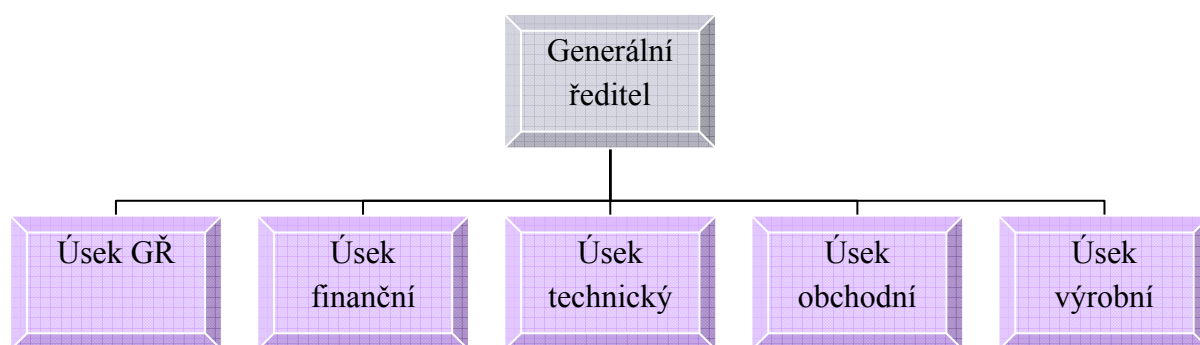 Generální
ředitel
Úsek GŘ
Úsek
finanční
Úsek
technický
Úsek
obchodní
Úsek
výrobní